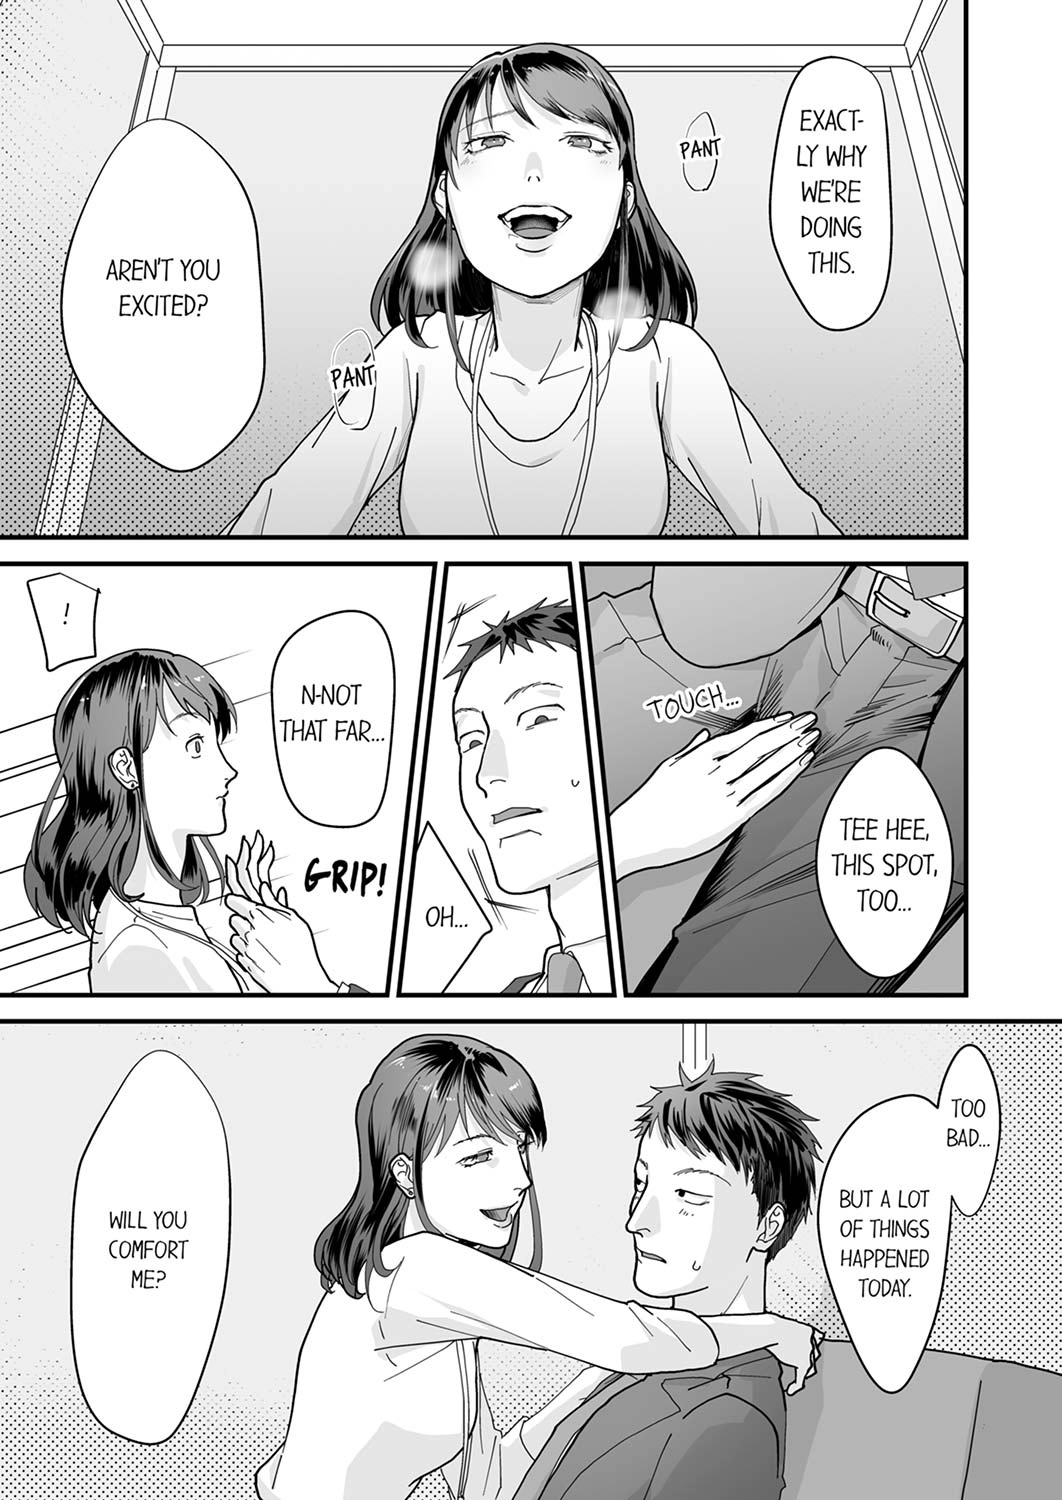 EXACT-
LY WHY
WE'RE
DOING
THIS.
PANT
AREN'T YOU
EXCITED?
PANT
TOUCH...
TEE HEE,
THIS SPOT,
TOO...
OH...
N-NOT
THAT FAR...
GRIP!
!
TOO
BAD...
BUT A LOT
OF THINGS
HAPPENED
TODAY.
WILL YOU
COMFORT
ME?